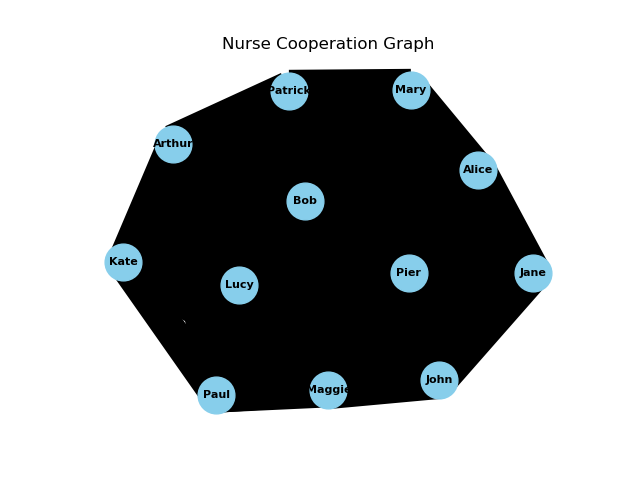 Nurse Cooperation Graph
Patrick
Mary
Arthur
Alice
Bob
Kate
Lucy
Pier
Jane
Paul
Maggie
John